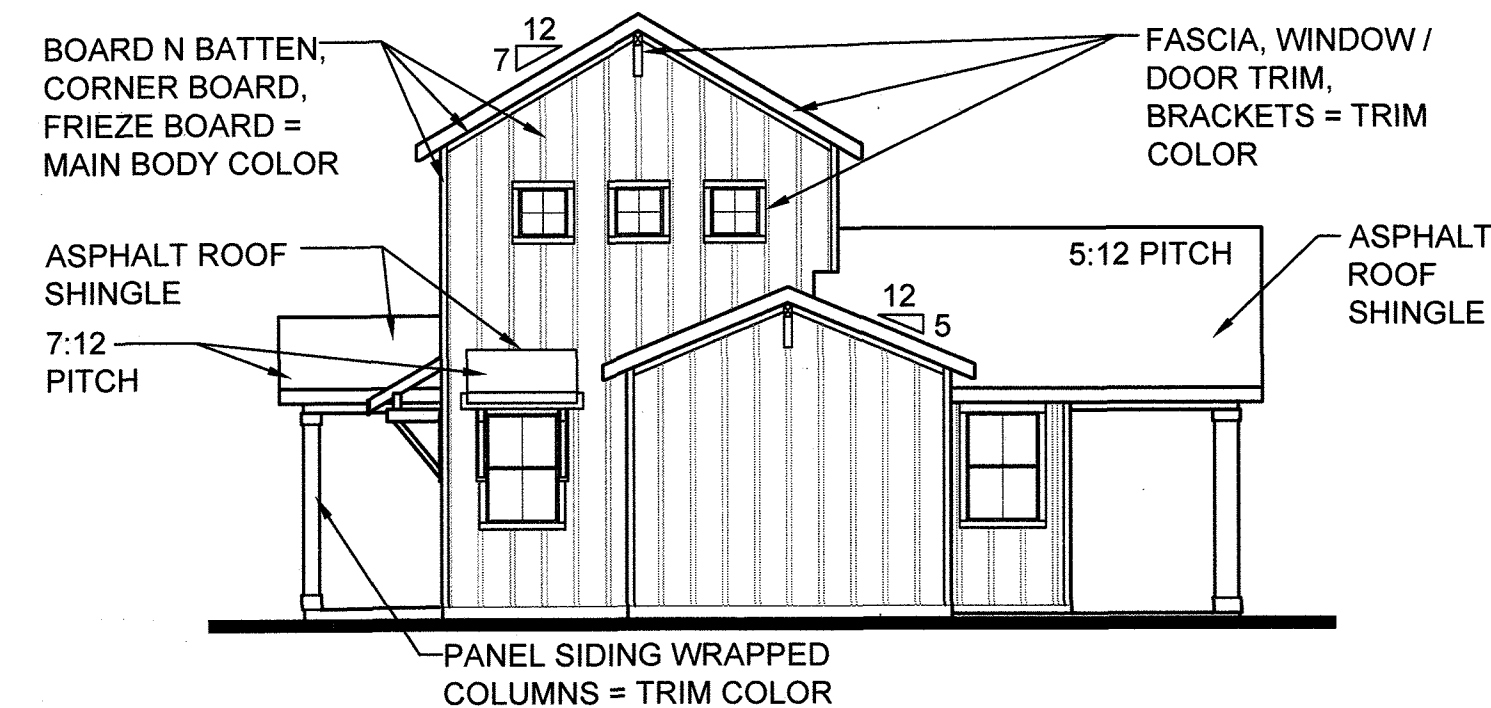 BOARD N BATTEN,
CORNER BOARD,
FRIEZE BOARD =
MAIN BODY COLOR
12
7
FASCIA, WINDOW /
DOOR TRIM,
BRACKETS = TRIM
COLOR
ASPHALT ROOF
SHINGLE
7:12
PITCH
12
5
5:12 PITCH
ASPHALT
ROOF
SHINGLE
PANEL SIDING WRAPPED
COLUMNS = TRIM COLOR